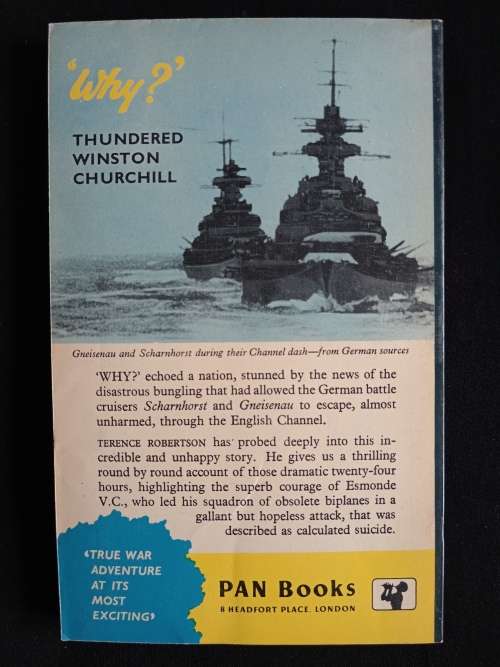 'Why?'
THUNDERED
WINSTON
CHURCHILL
Gneisenau and Scharnhorst during their Channel dash—from German sources
'WHY?' echoed a nation, stunned by the news of the
disastrous bungling that had allowed the German battle
cruisers Scharnhorst and Gneisenau to escape, almost
unharmed, through the English Channel.
TERENCE ROBERTSON has probed deeply into this in-
credible and unhappy story. He gives us a thrilling
round by round account of those dramatic twenty-four
hours, highlighting the superb courage of Esmonde
V.C., who led his squadron of obsolete biplanes in a
gallant but hopeless attack, that was
described as calculated suicide.
'TRUE WAR
ADVENTURE
AT ITS
MOST
EXCITING'
PAN Books
8 HEADFORT PLACE, LONDON